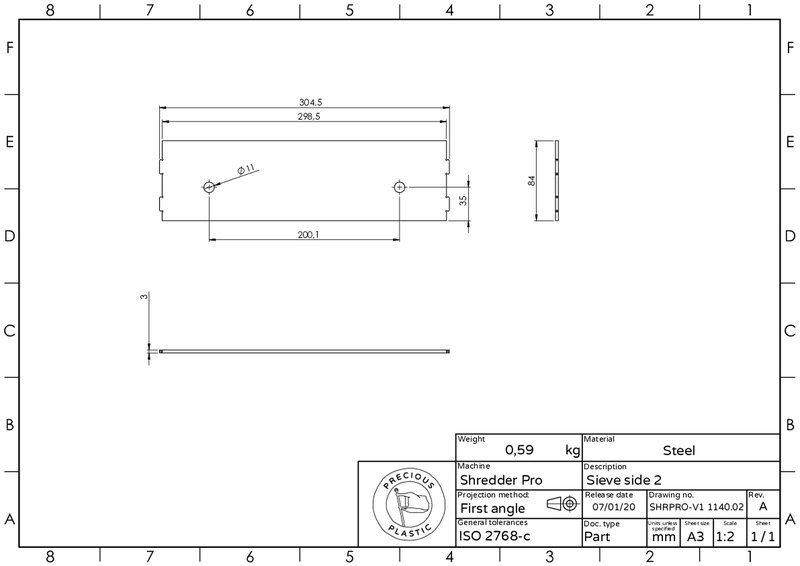 8 7 6 5 4 3 2 1
F F
304,5
298,5
E E
Ø11
84
35
D D
200,1
3
C C
B B
Weight
0,59 kg
Material
Steel
Machine
Shredder Pro
Description
Sieve side 2
PRECIOUS
PLASTIC
Projection method:
First angle
Release date
07/01/20
Drawing no.
SHRPRO-V1 1140.02
Rev.
A
A A
General tolerances
ISO 2768-c
Doc. type
Part
Units unless
specified
mm
Sheet size
A3
Scale
1:2
Sheet
1 / 1
8 7 6 5 4 3 2 1